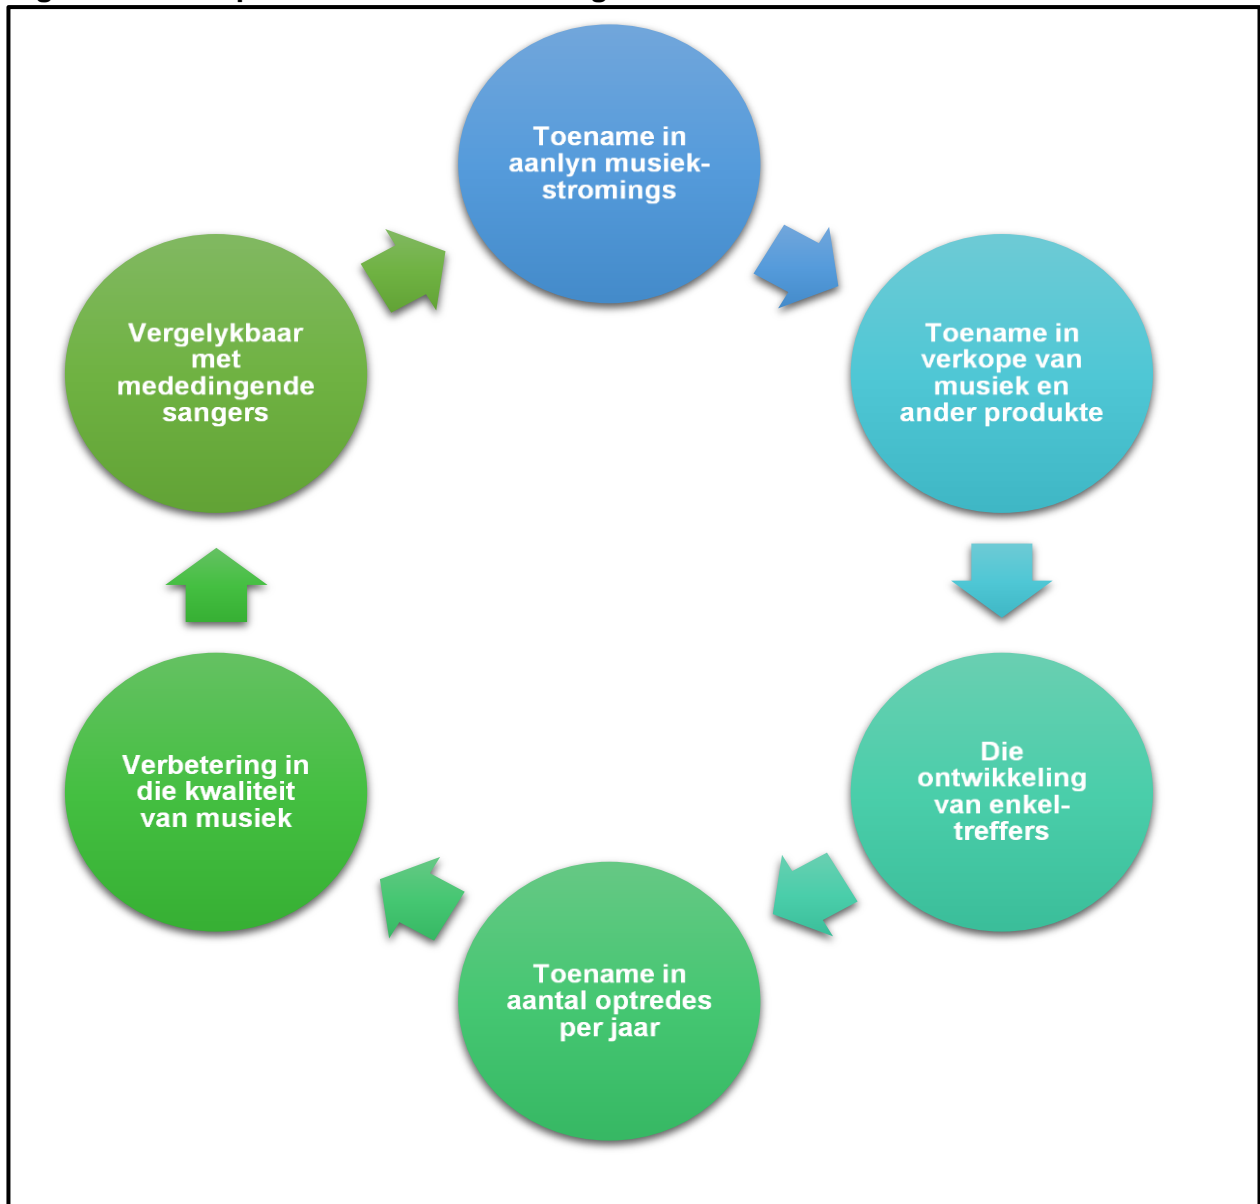 Toename in
aanlyn musiek-
stromings
Toename in
verkope van
musiek en
ander produkte
Die
ontwikkeling
van enkel-
treffers
Toename in
aantal optredes
per jaar
Verbetering in
die kwaliteit
van musiek
Vergelykbaar
met
mededingende
sangers